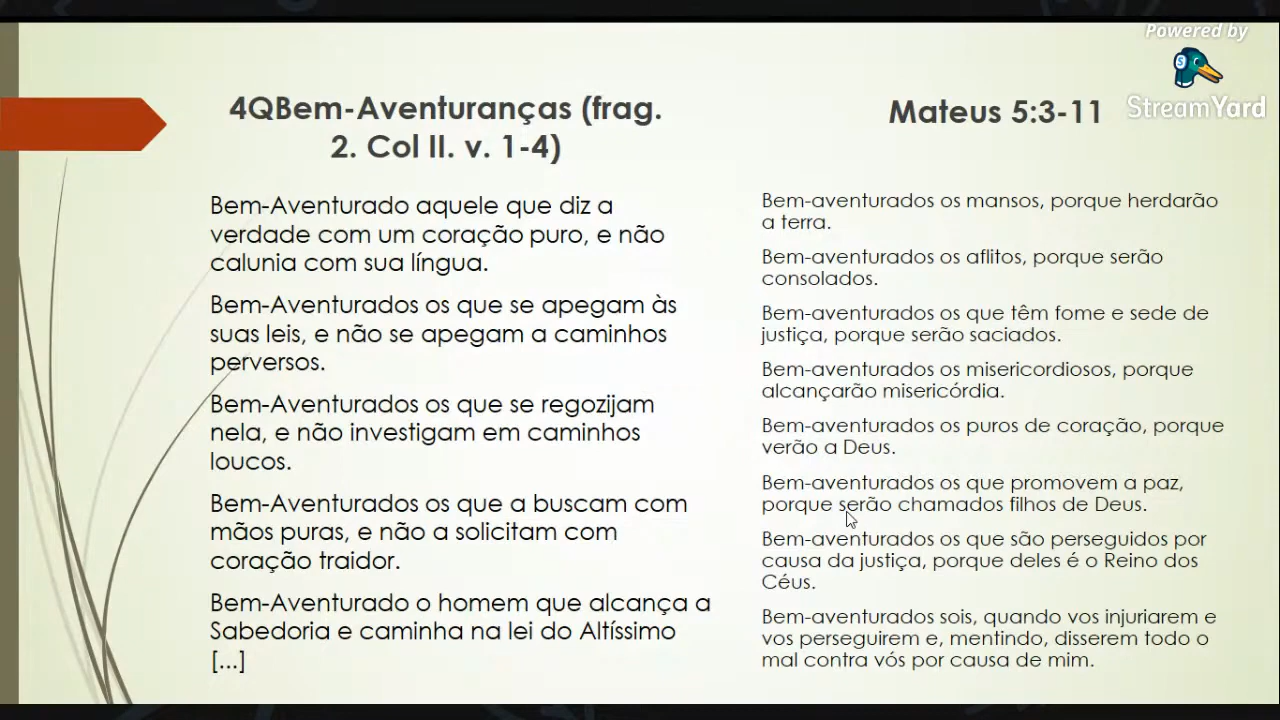 Powered by
StreamYard
4QBem-Aventuranças (frag.
2. Col II. v. 1-4)
Bem-Aventurado aquele que diz a
verdade com um coração puro, e não
calunia com sua língua.
Bem-Aventurados os que se apegam às
suas leis, e não se apegam a caminhos
perversos.
Bem-Aventurados os que se regozijam
nela, e não investigam em caminhos
loucos.
Bem-Aventurados os que a buscam com
mãos puras, e não a solicitam com
coração traidor.
Bem-Aventurado o homem que alcança a
Sabedoria e caminha na lei do Altíssimo
[...]
Mateus 5:3-11
Bem-aventurados os mansos, porque herdarão
a terra.
Bem-aventurados os aflitos, porque serão
consolados.
Bem-aventurados os que têm fome e sede de
justiça, porque serão saciados.
Bem-aventurados os misericordiosos, porque
alcançarão misericórdia.
Bem-aventurados os puros de coração, porque
verão a Deus.
Bem-aventurados os que promovem a paz,
porque serão chamados filhos de Deus.
Bem-aventurados os que são perseguidos por
causa da justiça, porque deles é o Reino dos
Céus.
Bem-aventurados sois, quando vos injuriarem e
vos perseguirem e, mentindo, disserem todo o
mal contra vós por causa de mim.